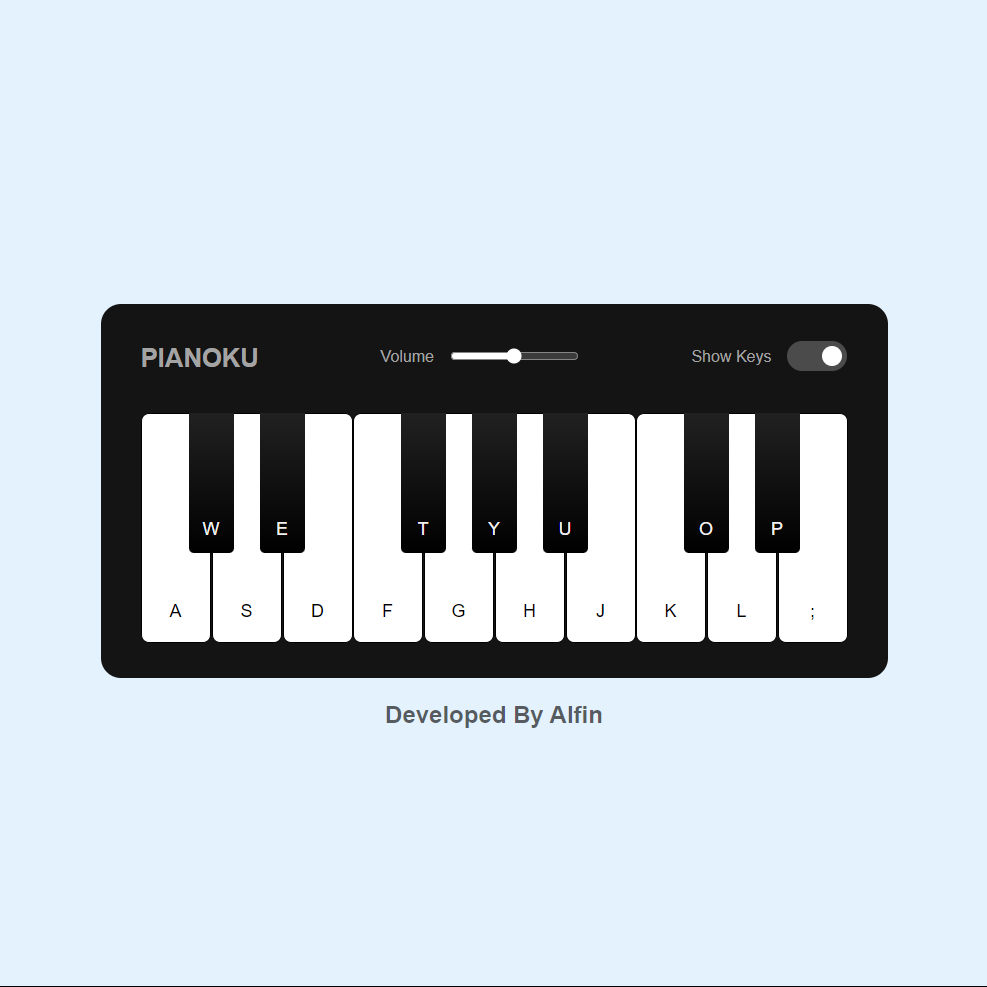 PIANOKU Volume Show Keys
W E T Y U O P
A S D F G H J K L ;
Developed By Alfin